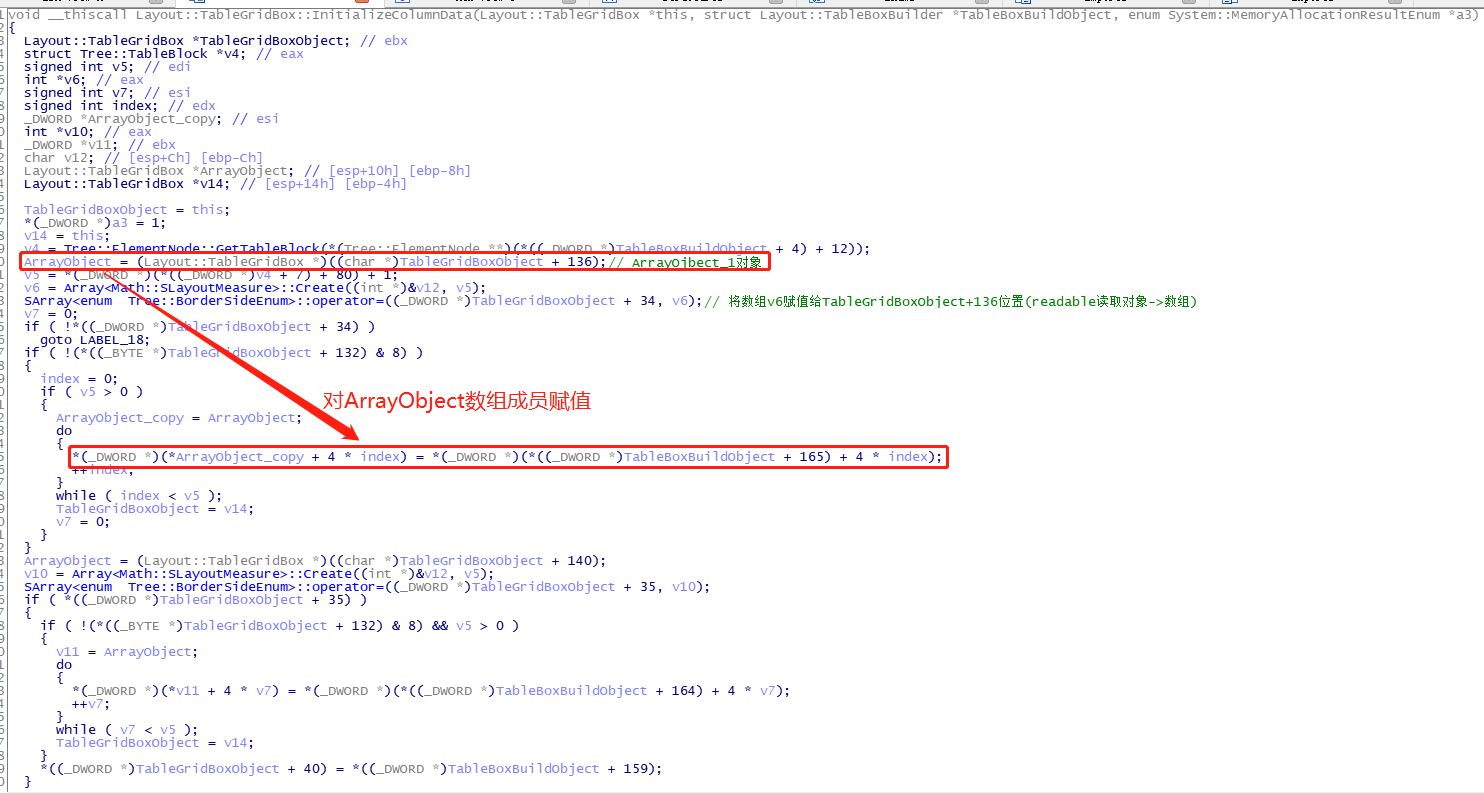 void __thiscall Layout::TableGridBox::InitializeColumnData(Layout::TableGridBox *this, struct Layout::TableBoxBuilder *TableBoxBuildObject, enum System::MemoryAllocationResultEnum *a3)
{
  Layout::TableGridBox *TableGridBoxObject; // ebx
  struct Tree::TableBlock *v4; // eax
  signed int v5; // edi
  int *v6; // eax
  signed int v7; // esi
  signed int index; // edx
  _DWORD *ArrayObject_copy; // esi
  int *v10; // eax
  _DWORD *v11; // ebx
  char v12; // [esp+Ch] [ebp-Ch]
  Layout::TableGridBox *ArrayObject; // [esp+10h] [ebp-8h]
  Layout::TableGridBox *v14; // [esp+14h] [ebp-4h]

  TableGridBoxObject = this;
  *(_DWORD *)a3 = 1;
  v14 = this;
  v4 = Tree::ElementNode::GetTableBlock(*(Tree::ElementNode **)(*((_DWORD *)TableBoxBuildObject + 4) + 12));
  ArrayObject = (Layout::TableGridBox *)((char *)TableGridBoxObject + 136);// ArrayOjbect_1对象
  v5 = *(_DWORD *)(*((_DWORD *)v4 + 7) + 80) + 1;
  v6 = Array<Math::SLayoutMeasure>::Create((int *)&v12, v5);
  SArray<enum  Tree::BorderSideEnum>::operator=((_DWORD *)TableGridBoxObject + 34, v6);// 将数组v6赋值给TableGridBoxObject+136位置(readable读取对象->数组)
  v7 = 0;
  if ( !*((_DWORD *)TableGridBoxObject + 34) )
    goto LABEL_18;
  if ( !(*((_BYTE *)TableGridBoxObject + 132) & 8) )
  {
    index = 0;
    if ( v5 > 0 )
    {
对ArrayObject数组成员赋值
      ArrayObject_copy = ArrayObject;
      do
      {
        *(_DWORD *)(*ArrayObject_copy + 4 * index) = *(_DWORD *)(*((_DWORD *)TableBoxBuildObject + 165) + 4 * index);
        ++index;
      }
      while ( index < v5 );
      TableGridBoxObject = v14;
      v7 = 0;
    }
  }
  ArrayObject = (Layout::TableGridBox *)((char *)TableGridBoxObject + 140);
  v10 = Array<Math::SLayoutMeasure>::Create((int *)&v12, v5);
  SArray<enum  Tree::BorderSideEnum>::operator=((_DWORD *)TableGridBoxObject + 35, v10);
  if ( *((_DWORD *)TableGridBoxObject + 35) )
  {
    if ( !(*((_BYTE *)TableGridBoxObject + 132) & 8) && v5 > 0 )
    {
      v11 = ArrayObject;
      do
      {
        *(_DWORD *)(*v11 + 4 * v7) = *(_DWORD *)(*((_DWORD *)TableBoxBuildObject + 164) + 4 * v7);
        ++v7;
      }
      while ( v7 < v5 );
      TableGridBoxObject = v14;
    }
    *((_DWORD *)TableGridBoxObject + 40) = *((_DWORD *)TableBoxBuildObject + 159);
  }